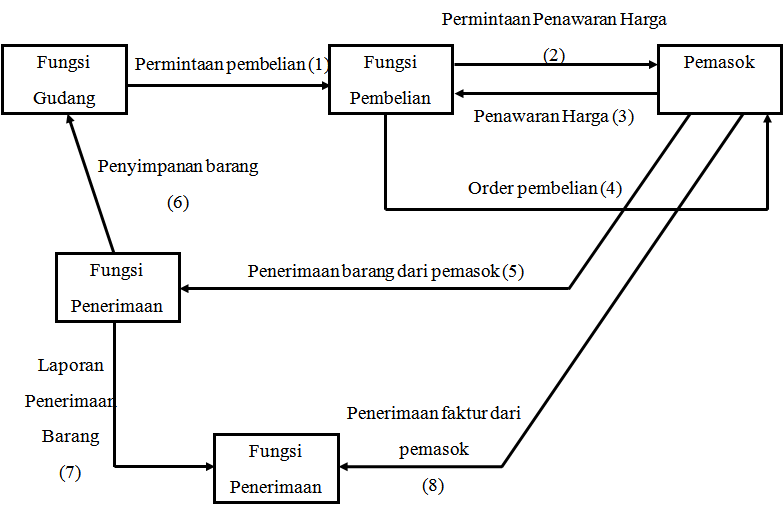 Permintaan Penawaran Harga
(2)
Fungsi
Gudang
Permintaan pembelian (1)
Fungsi
Pembelian
Pemasok
Penawaran Harga (3)
Penyimpanan barang
(6)
Order pembelian (4)
Fungsi
Penerimaan
Penerimaan barang dari pemasok (5)
Laporan
Penerimaan
Barang
(7)
Penerimaan faktur dari
pemasok
(8)
Fungsi
Penerimaan